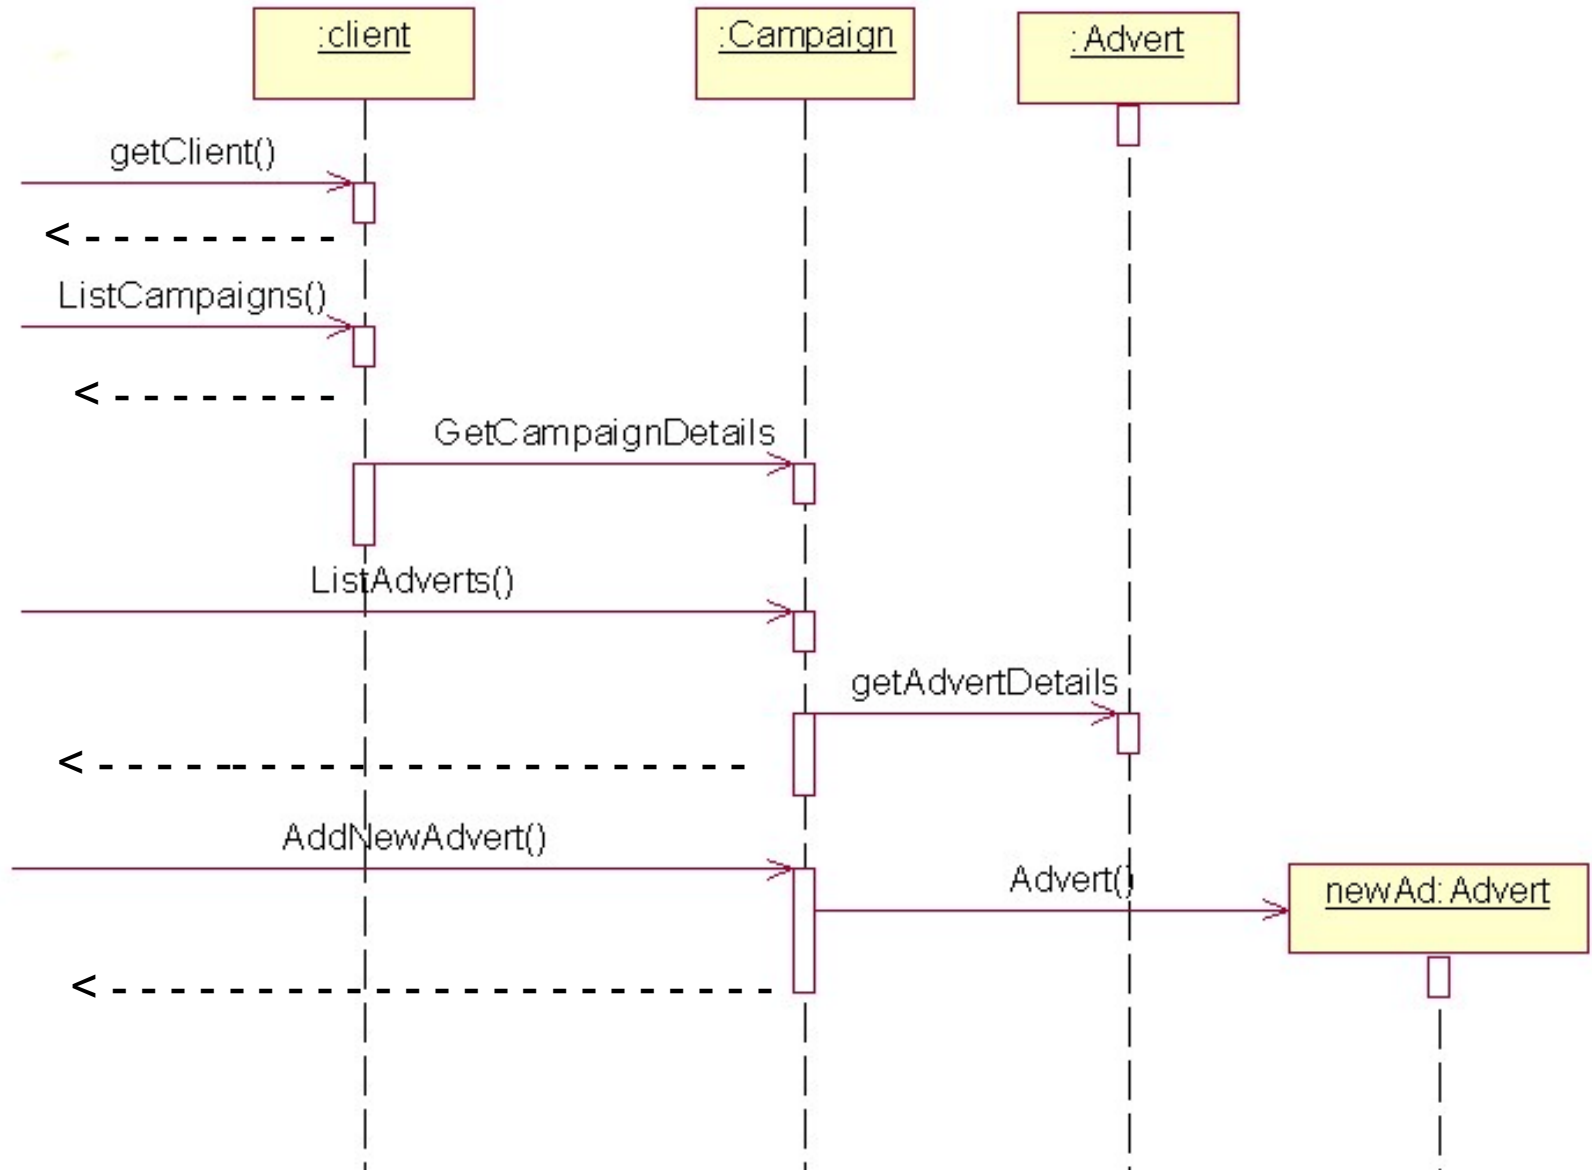 :client
:Campaign
: Advert
getClient()
ListCampaigns()
GetCampaignDetails
ListAdverts()
getAdvertDetails
AddNewAdvert()
Advert()
newAd: Advert